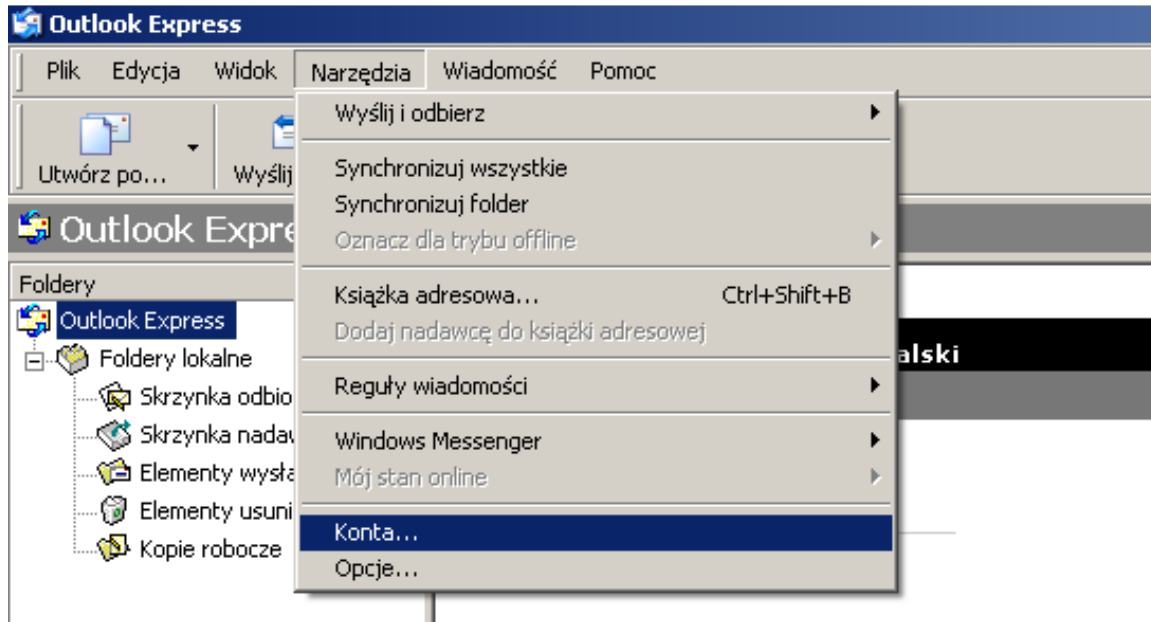 Outlook Express
Plik Edycja Widok Narzędzia Wiadomość Pomoc
Utwórz po... Wyślij
Outlook Expre
Wyślij i odbierz
Synchronizuj wszystkie
Synchronizuj folder
Oznacz dla trybu offline
Książka adresowa... Ctrl+Shift+B
Dodaj nadawcę do książki adresowej
Reguły wiadomości
Windows Messenger
Mój stan online
Konta...
Opcje...
Foldery
Outlook Express
Foldery lokalne
Skrzynka odbio
Skrzynka nadaw
Elementy wysła
Elementy usuni
Kopie robocze
alski